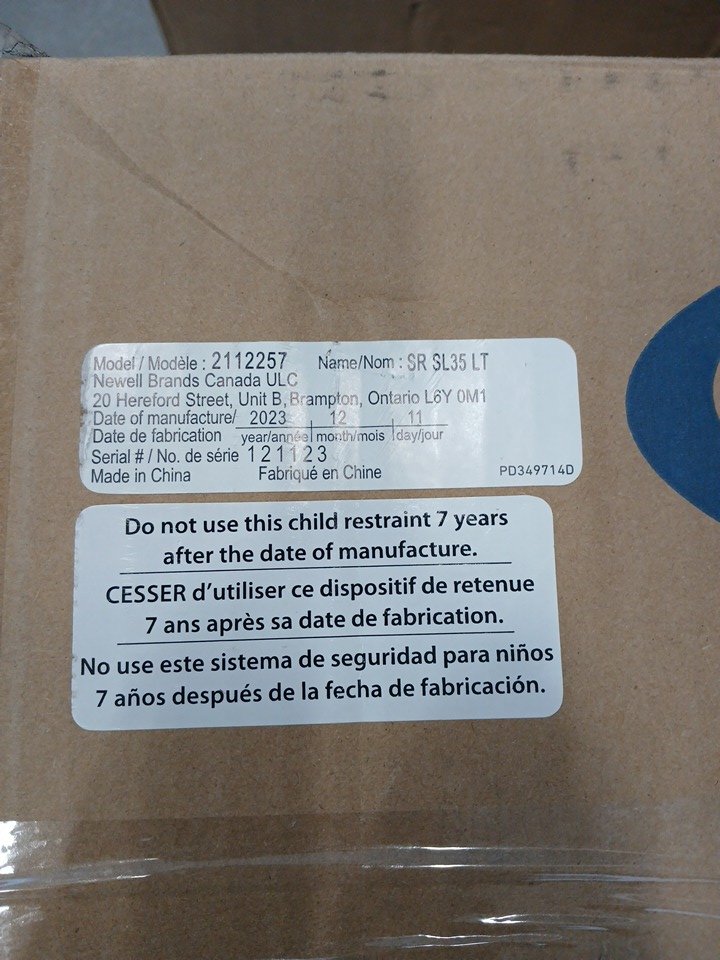 Model / Modèle : 2112257 Name/Nom : SR SL35 LT
Newell Brands Canada ULC
20 Hereford Street, Unit B, Brampton, Ontario L6Y 0M1
Date of manufacture/ 2023 12 11
Date de fabrication year/année month/mois day/jour
Serial # / No. de série 121123
Made in China Fabriqué en Chine PD349714D
Do not use this child restraint 7 years
after the date of manufacture.
CESSER d'utiliser ce dispositif de retenue
7 ans après sa date de fabrication.
No use este sistema de seguridad para niños
7 años después de la fecha de fabricación.